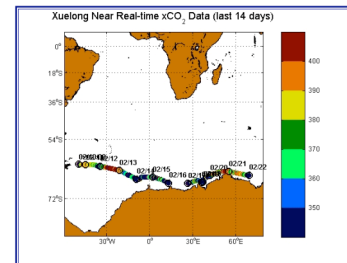 Xuelong Near Real-time xCO2 Data (last 14 days)
0°
18°S
36°S
54°S
72°S
02/12
02/13
02/14
02/15
02/16
02/20
02/21
02/22
30°W
0°
30°E
60°E
400
390
380
370
360
350